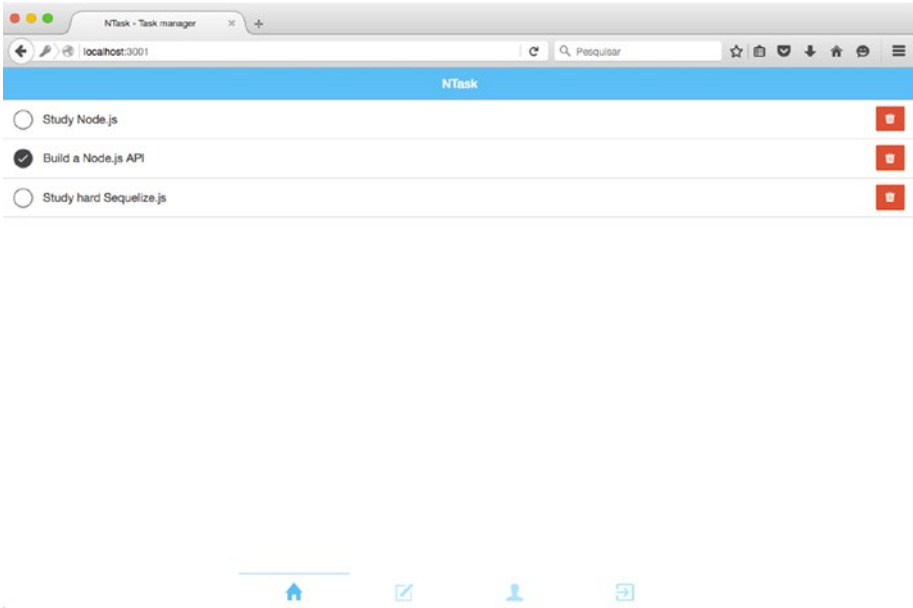 NTask - Task manager
localhost:3001
Pesquisar
NTask
Study Node.js
Build a Node.js API
Study hard Sequelize.js